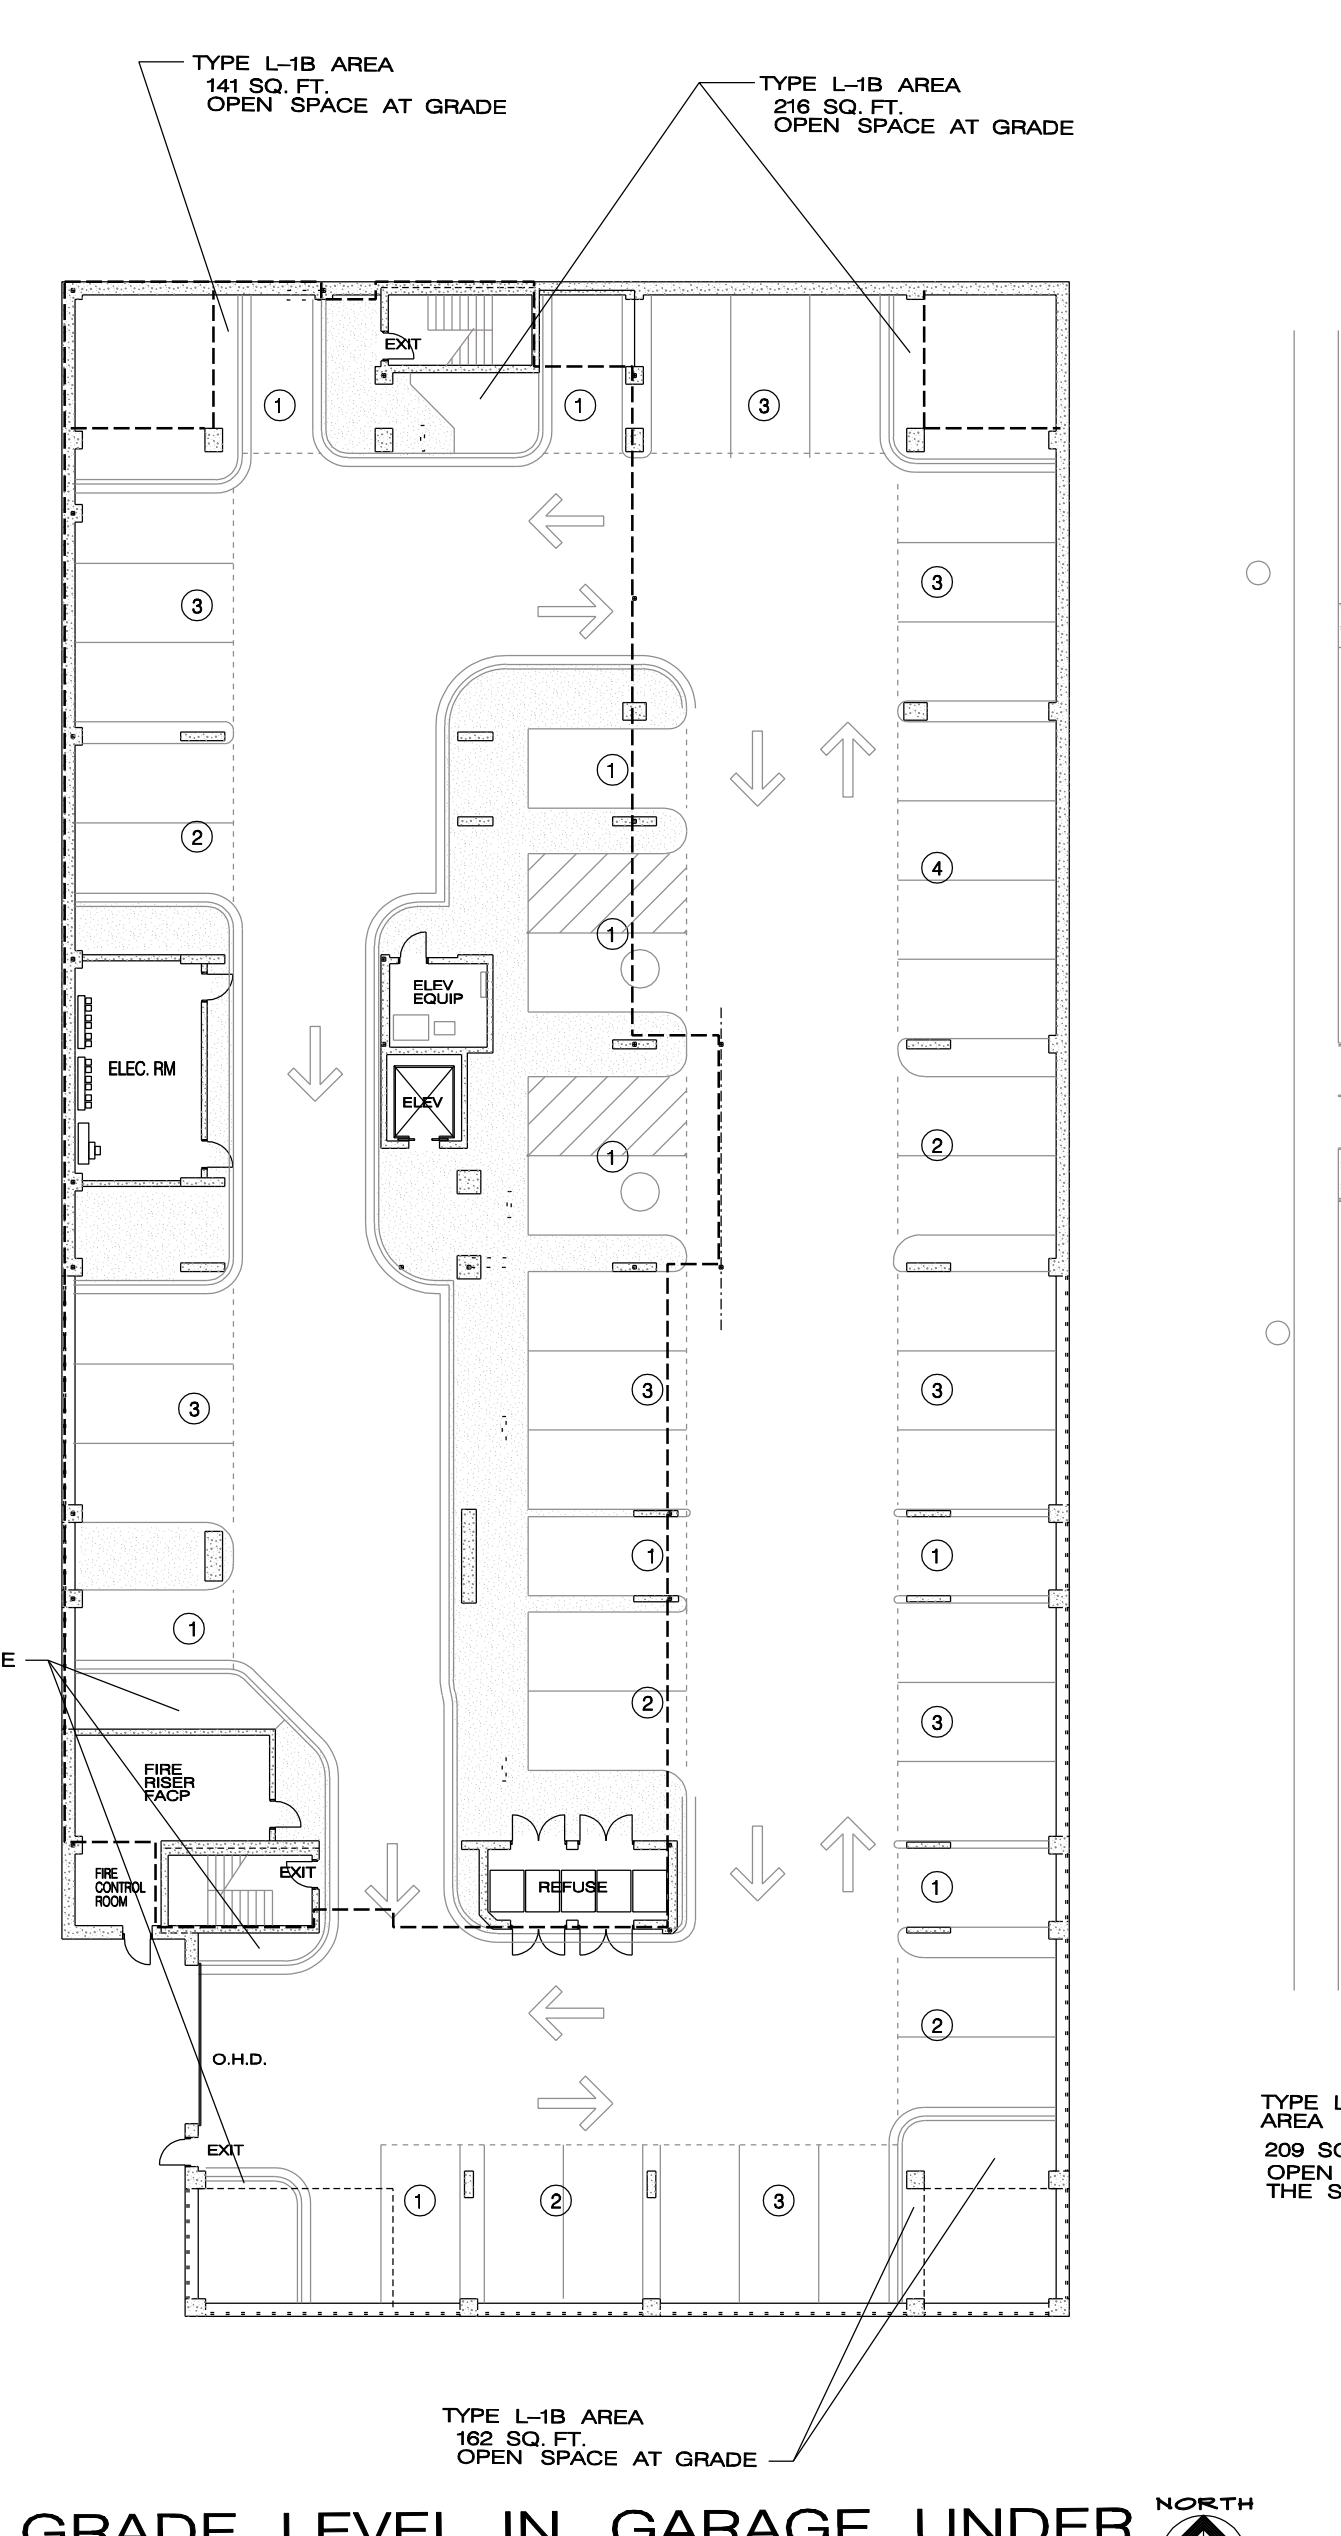 TYPE L-1B AREA
141 SQ. FT.
OPEN SPACE AT GRADE
TYPE L-1B AREA
216 SQ. FT.
OPEN SPACE AT GRADE
EXIT
1
1
3
3
3
1
2
4
1
ELEV
EQUIP
ELEC. RM
ELEV
2
1
3
3
3
1
1
1
E
2
3
FIRE
RISER
FACP
EXIT
FIRE
CONTROL
ROOM
REFUSE
1
2
O.H.D.
EXIT
1
2
3
TYPE L
AREA
209 SQ
OPEN
THE S
TYPE L-1B AREA
162 SQ. FT.
OPEN SPACE AT GRADE
NORTH
GRADE LEVEL IN GARAGE UNDER